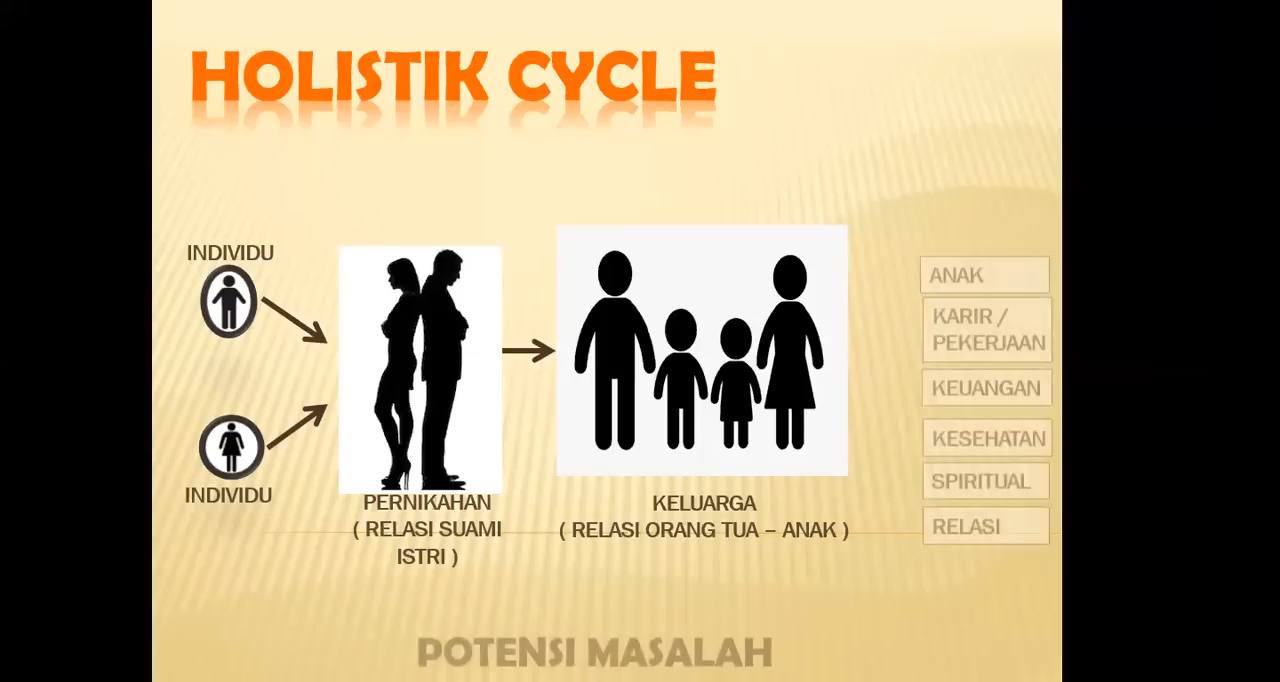 HOLISTIK CYCLE
INDIVIDU
INDIVIDU
PERNIKAHAN
( RELASI SUAMI
ISTRI )
KELUARGA
( RELASI ORANG TUA – ANAK )
ANAK
KARIR /
PEKERJAAN
KEUANGAN
KESEHATAN
SPIRITUAL
RELASI
POTENSI MASALAH